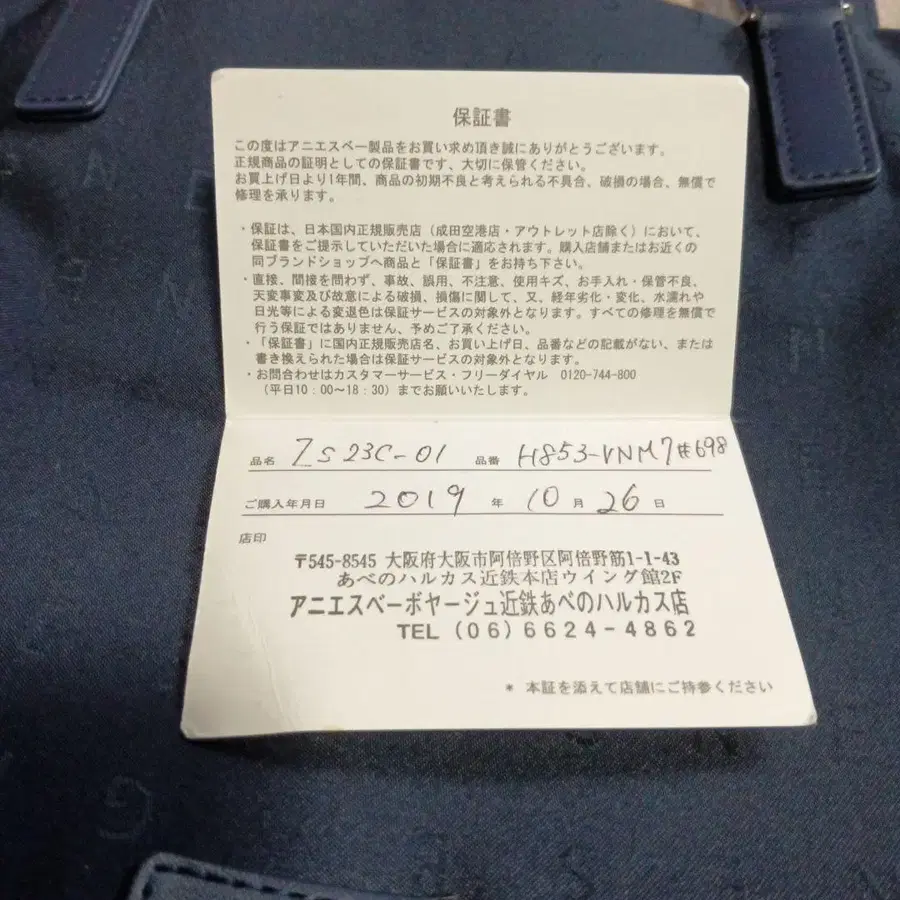 保証書
この度はアニエスベー製品をお買い求め頂き誠にありがとうございます。
正規商品の証明としての保証書です、大切に保管ください。
お買上げ日より1年間、商品の初期不良と考えられる不具合、破損の場合、無償で
修理を承ります。
・保証は、日本国内正規販売店（成田空港店・アウトレット店除く）において、
保証書をご提示していただいた場合に適応されます。購入店舗またはお近くの
同ブランドショップへ商品と「保証書」をお持ち下さい。
・直接、間接を問わず、事故、誤用、不注意、使用キズ、お手入れ・保管不良、
天変事変及び故意による破損、損傷に関して、又、経年劣化・変化、水濡れや
日光等による変退色は保証サービスの対象外となります。すべての修理を無償で
行う保証ではありません、予めご了承ください。
・「保証書」に国内正規販売店名、お買い上げ日、品番などの記載がない、または
書き換えられた場合は保証サービスの対象外となります。
・お問合わせはカスタマーサービス・フリーダイヤル 0120-744-800
（平日10：00～18：30）までお願いいたします。
品名 ZS23C-01 品番 H853-VNM7#698
ご購入年月日 2019 年 10 月 26 日
店印
〒545-8545 大阪府大阪市阿倍野区阿倍野筋1-1-43
あべのハルカス近鉄本店ウイング館2F
アニエスベーボヤージュ近鉄あべのハルカス店
TEL (06) 6624-4862
* 本証を添えて店舗にご持参ください